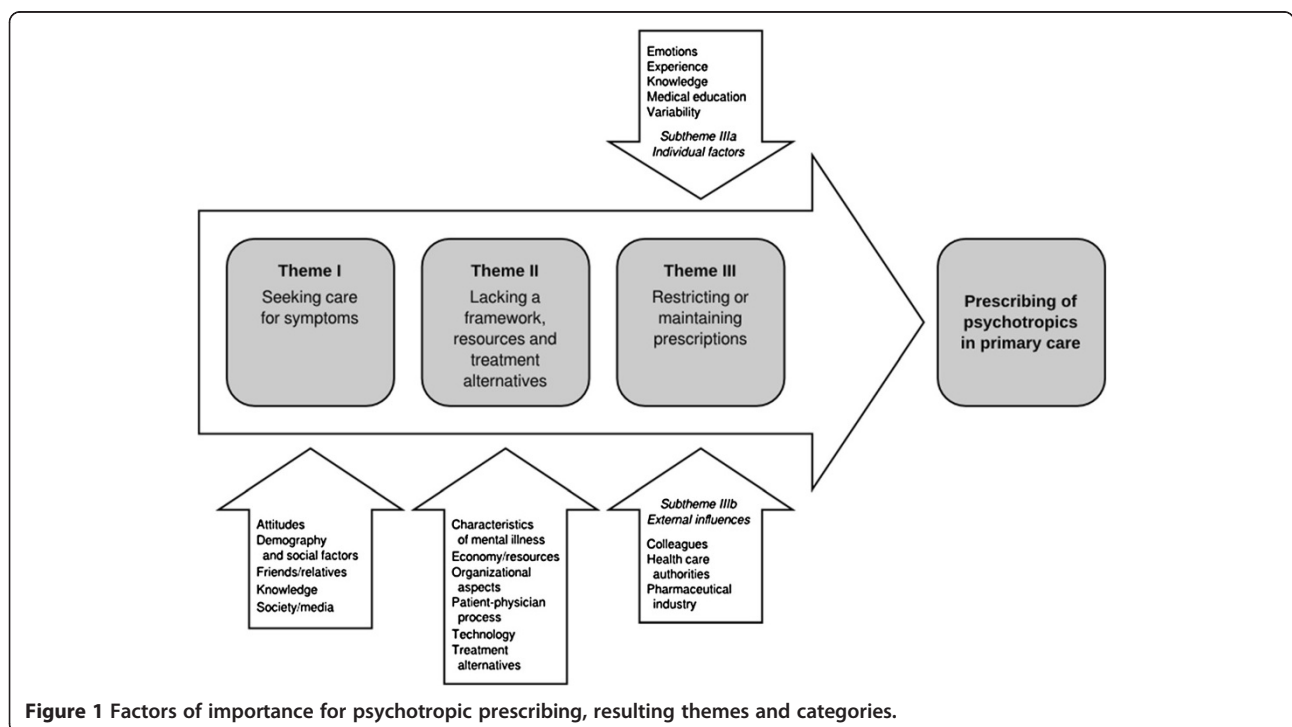 Emotions
Experience
Knowledge
Medical education
Variability
Subtheme IIIa
Individual factors
Theme I
Seeking care
for symptoms
Theme II
Lacking a
framework,
resources and
treatment
alternatives
Theme III
Restricting or
maintaining
prescriptions
Prescribing of
psychotropics
in primary care
Attitudes
Demography
and social factors
Friends/relatives
Knowledge
Society/media
Characteristics
of mental illness
Economy/resources
Organizational
aspects
Patient-physician
process
Technology
Treatment
alternatives
Subtheme IIIb
External influences
Colleagues
Health care
authorities
Pharmaceutical
industry
Figure 1 Factors of importance for psychotropic prescribing, resulting themes and categories.